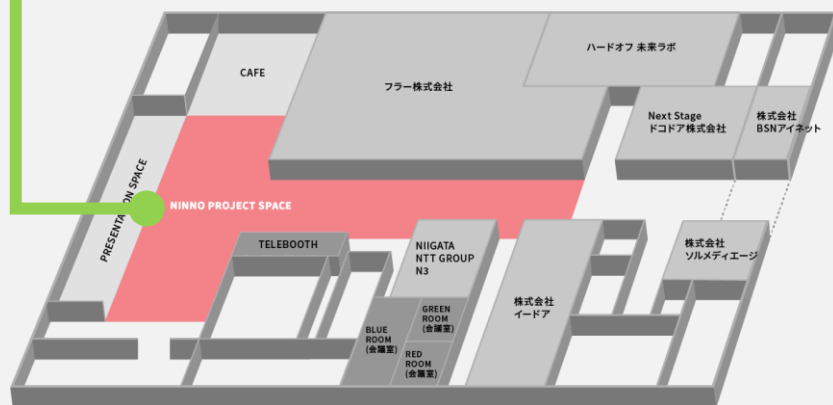 ハードオフ 未来ラボ
CAFE
フラー株式会社
Next Stage
ドコドア株式会社
株式会社
BSNアイネット
PRESENTATION SPACE
NINNO PROJECT SPACE
TELEBOOTH
NIIGATA
NTT GROUP
N3
株式会社
ソルメディエージ
株式会社
イードア
GREEN
ROOM
(会議室)
BLUE
ROOM
(会議室)
RED
ROOM
(会議室)